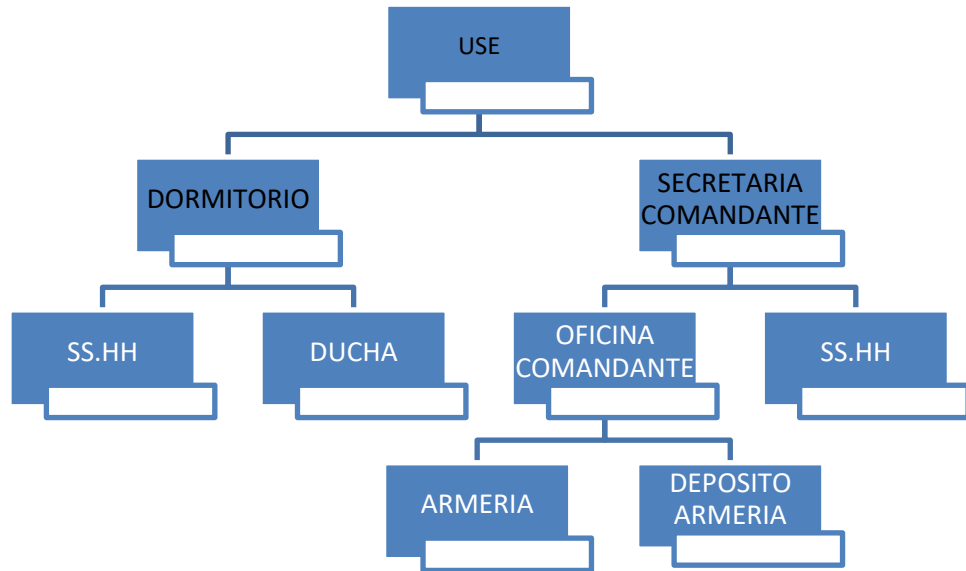 USE
DORMITORIO
SECRETARIA
COMANDANTE
SS.HH
DUCHA
OFICINA
COMANDANTE
SS.HH
ARMERIA
DEPOSITO
ARMERIA